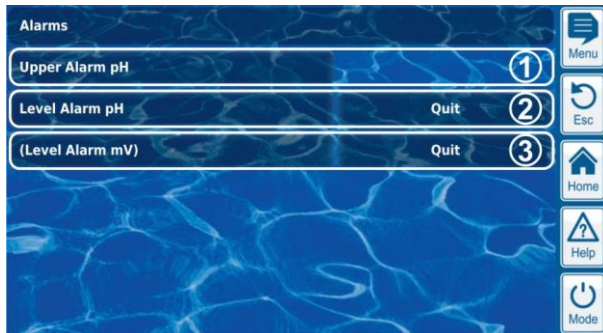 Alarms
Upper Alarm pH 1
Level Alarm pH Quit 2
(Level Alarm mV) Quit 3
Menu
Esc
Home
? Help
Mode